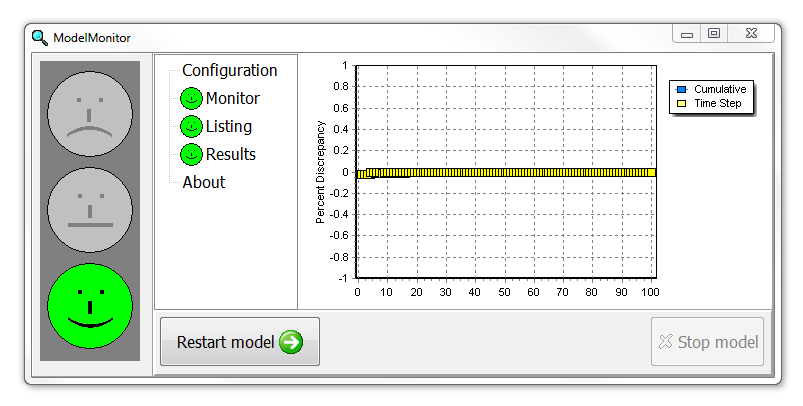 ModelMonitor
Configuration
Monitor
Listing
Results
About
Percent Discrepancy
1
0.8
0.6
0.4
0.2
0
-0.2
-0.4
-0.6
-0.8
-1
0 10 20 30 40 50 60 70 80 90 100
Cumulative
Time Step
Restart model
Stop model